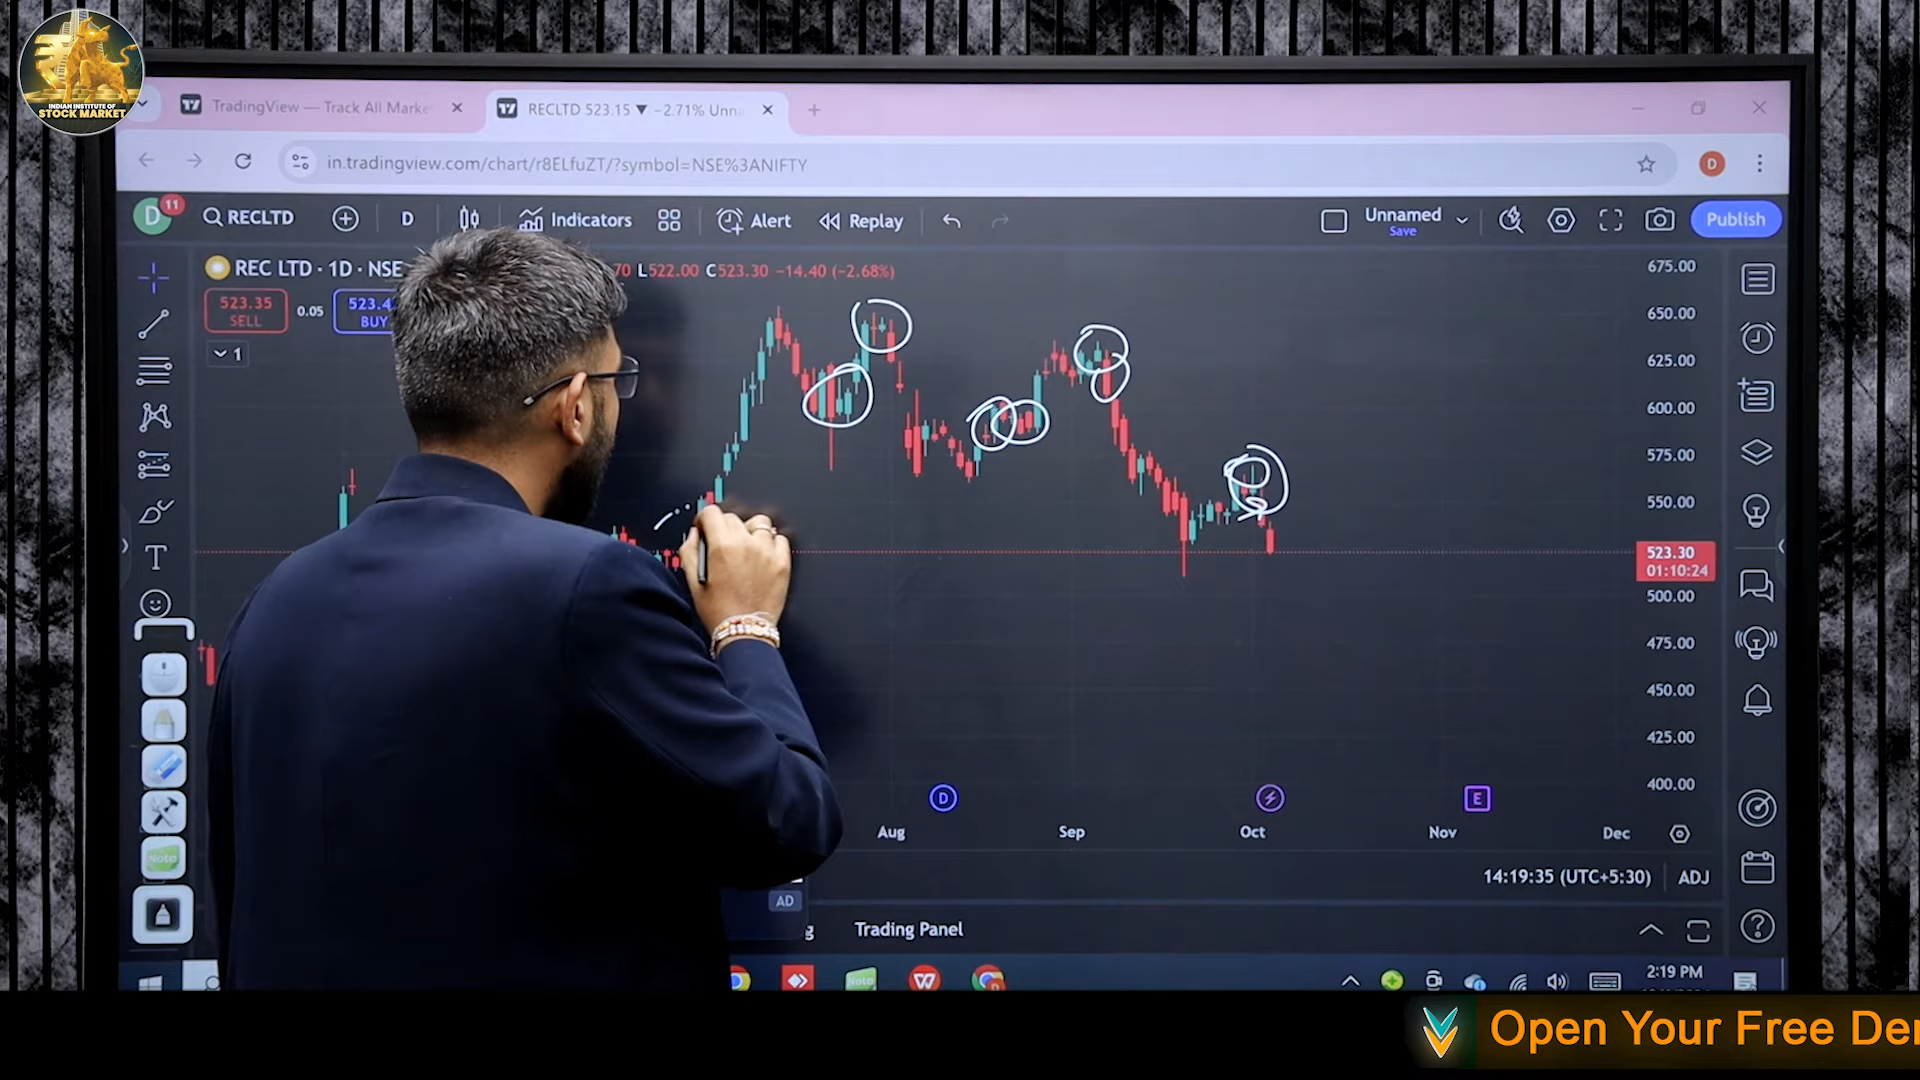 INDIAN INSTITUTE OF
STOCK MARKET
TradingView — Track All Marke
RECLTD 523.15 ▼ −2.71% Unn
in.tradingview.com/chart/r8ELfuZT/?symbol=NSE%3ANIFTY
D
D
11
RECLTD
D
Indicators
Alert
Replay
Unnamed
Save
Publish
REC LTD · 1D · NSE
70 L522.00 C523.30 −14.40 (−2.68%)
523.35
SELL
0.05
523.4
BUY
1
675.00
650.00
625.00
600.00
575.00
550.00
523.30
01:10:24
500.00
475.00
450.00
425.00
400.00
T
D
E
Aug
Sep
Oct
Nov
Dec
14:19:35 (UTC+5:30)
ADJ
Note
AD
g
Trading Panel
Note
2:19 PM
Open Your Free De